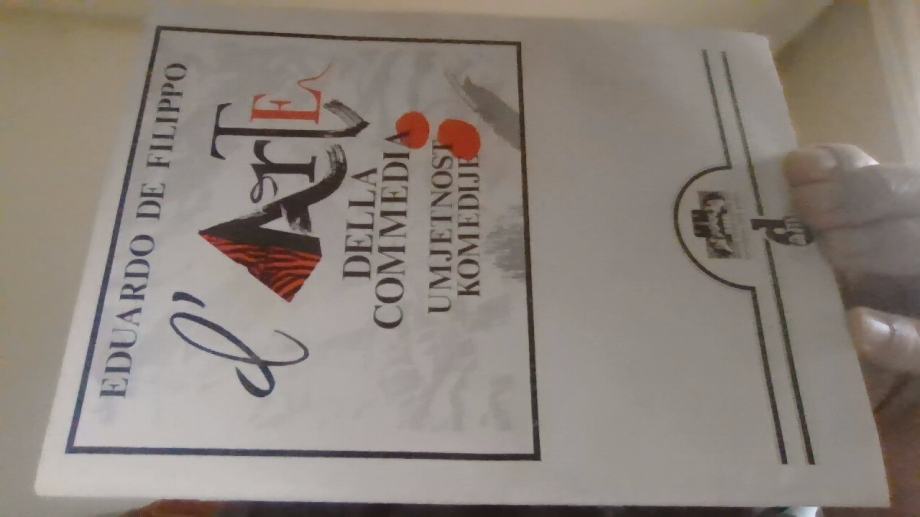 EDUARDO DE FILIPPO
l'ArtE
DELLA
COMMEDIA
UMJETNOST
KOMEDIJE